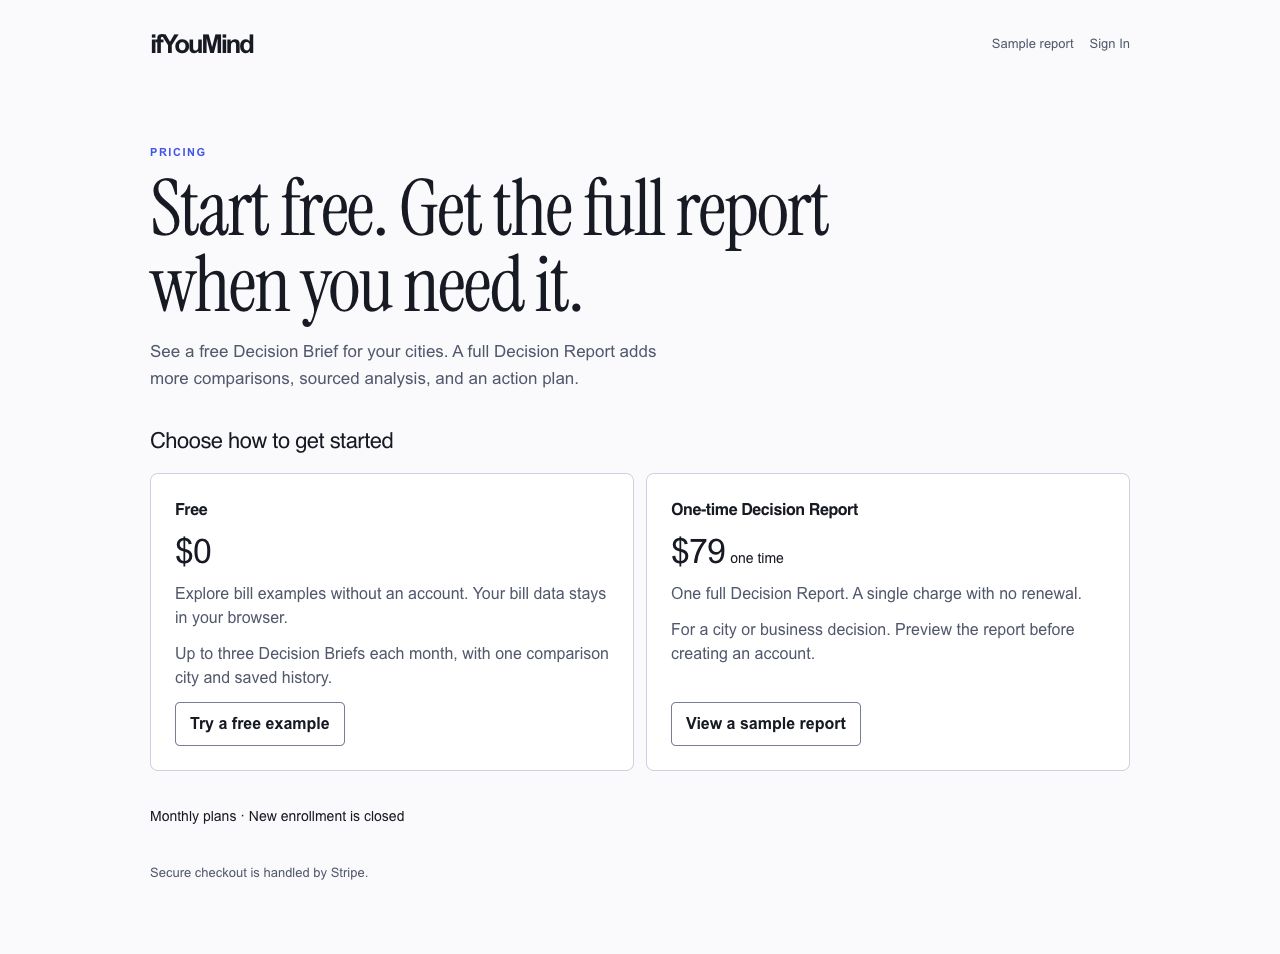 ifYouMind
Sample report
Sign In
PRICING
Start free. Get the full report
when you need it.
See a free Decision Brief for your cities. A full Decision Report adds
more comparisons, sourced analysis, and an action plan.
Choose how to get started
Free
$0
Explore bill examples without an account. Your bill data stays
in your browser.
Up to three Decision Briefs each month, with one comparison
city and saved history.
Try a free example
One-time Decision Report
$79 one time
One full Decision Report. A single charge with no renewal.
For a city or business decision. Preview the report before
creating an account.
View a sample report
Monthly plans · New enrollment is closed
Secure checkout is handled by Stripe.